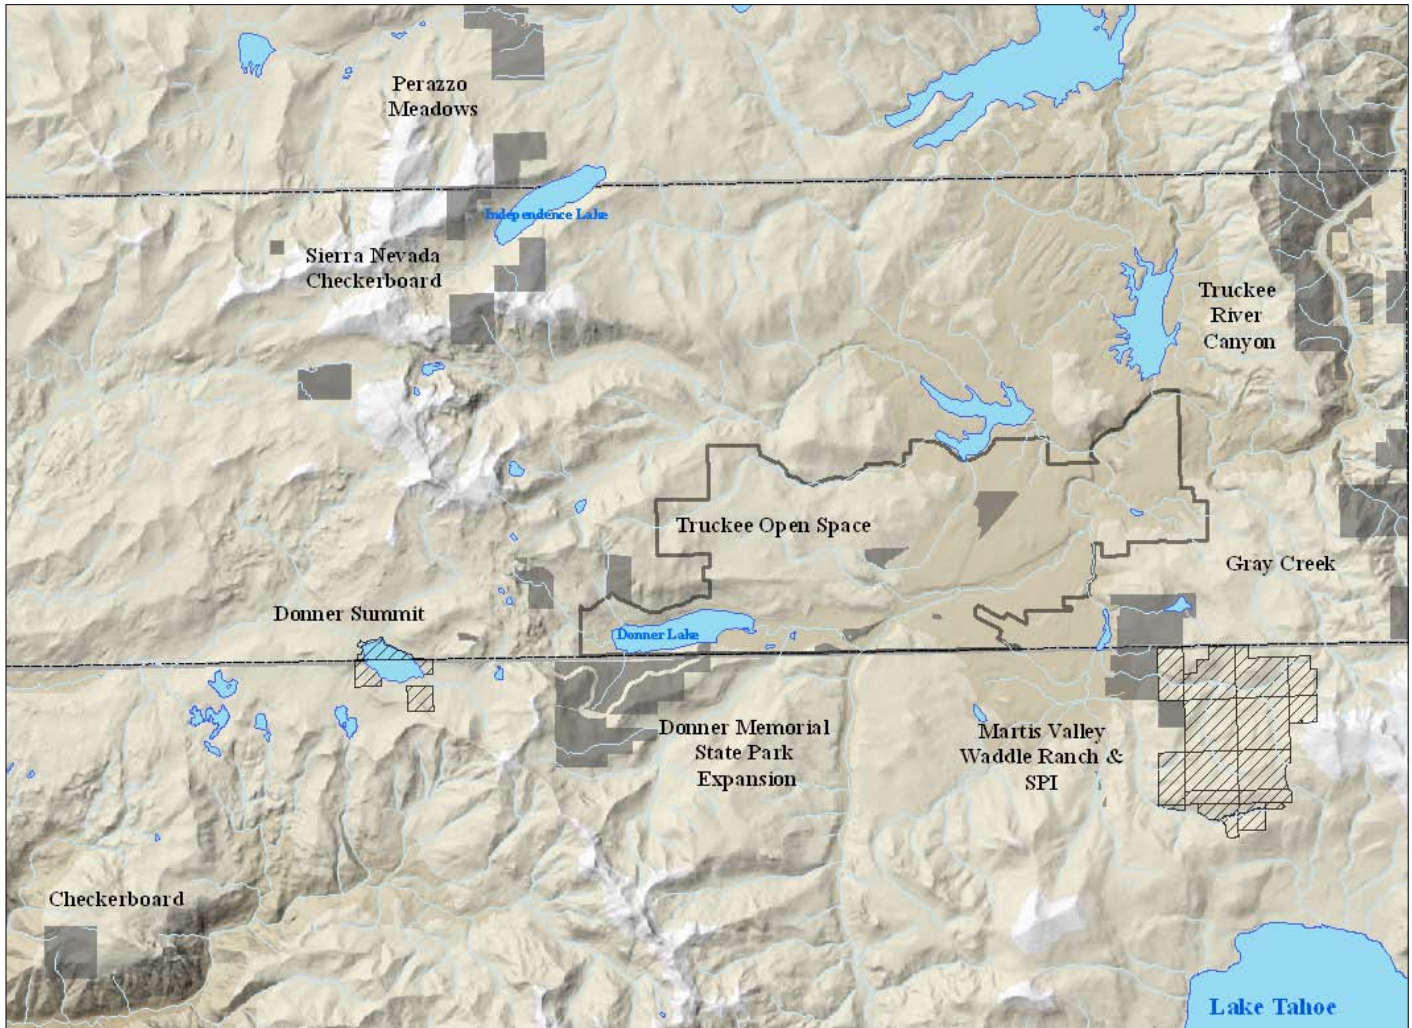 Perazzo
Meadows
Independence Lake
Sierra Nevada
Checkerboard
Truckee
River
Canyon
Truckee Open Space
Gray Creek
Donner Summit
Donner Lake
Donner Memorial
State Park
Expansion
Martis Valley
Waddle Ranch &
SPI
Checkerboard
Lake Tahoe